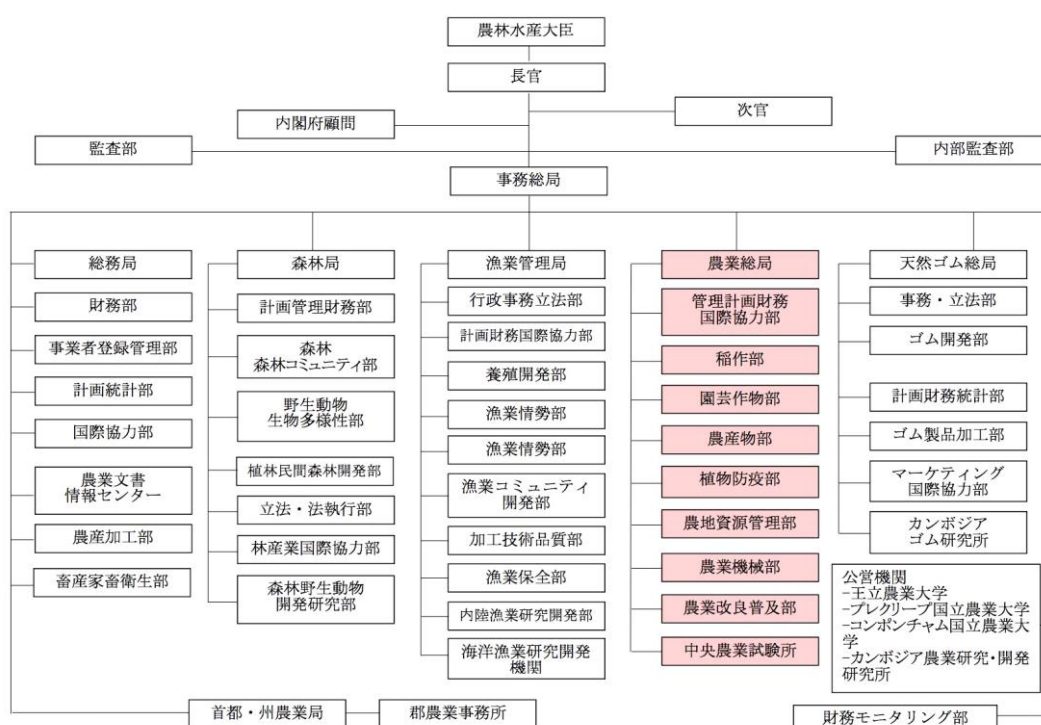 農林水産大臣
長官
次官
内閣府顧問
監査部
内部監査部
事務総局
総務局
財務部
事業者登録管理部
計画統計部
国際協力部
農業文書
情報センター
農産加工部
畜産家畜衛生部
森林局
計画管理財務部
森林
森林コミュニティ部
野生動物
生物多様性部
植林民間森林開発部
立法・法執行部
林産業国際協力部
森林野生動物
開発研究部
漁業管理局
行政事務立法部
計画財務国際協力部
養殖開発部
漁業情勢部
漁業情勢部
漁業コミュニティ
開発部
加工技術品質部
漁業保全部
内陸漁業研究開発部
海洋漁業研究開発
機関
農業総局
管理計画財務
国際協力部
稲作部
園芸作物部
農産物部
植物防疫部
農地資源管理部
農業機械部
農業改良普及部
中央農業試験所
天然ゴム総局
事務・立法部
ゴム開発部
計画財務統計部
ゴム製品加工部
マーケティング
国際協力部
カンボジア
ゴム研究所
公営機関
-王立農業大学
-プレクリープ国立農業大学
-コンポンチャム国立農業大
学
-カンボジア農業研究・開発
研究所
首都・州農業局
郡農業事務所
財務モニタリング部